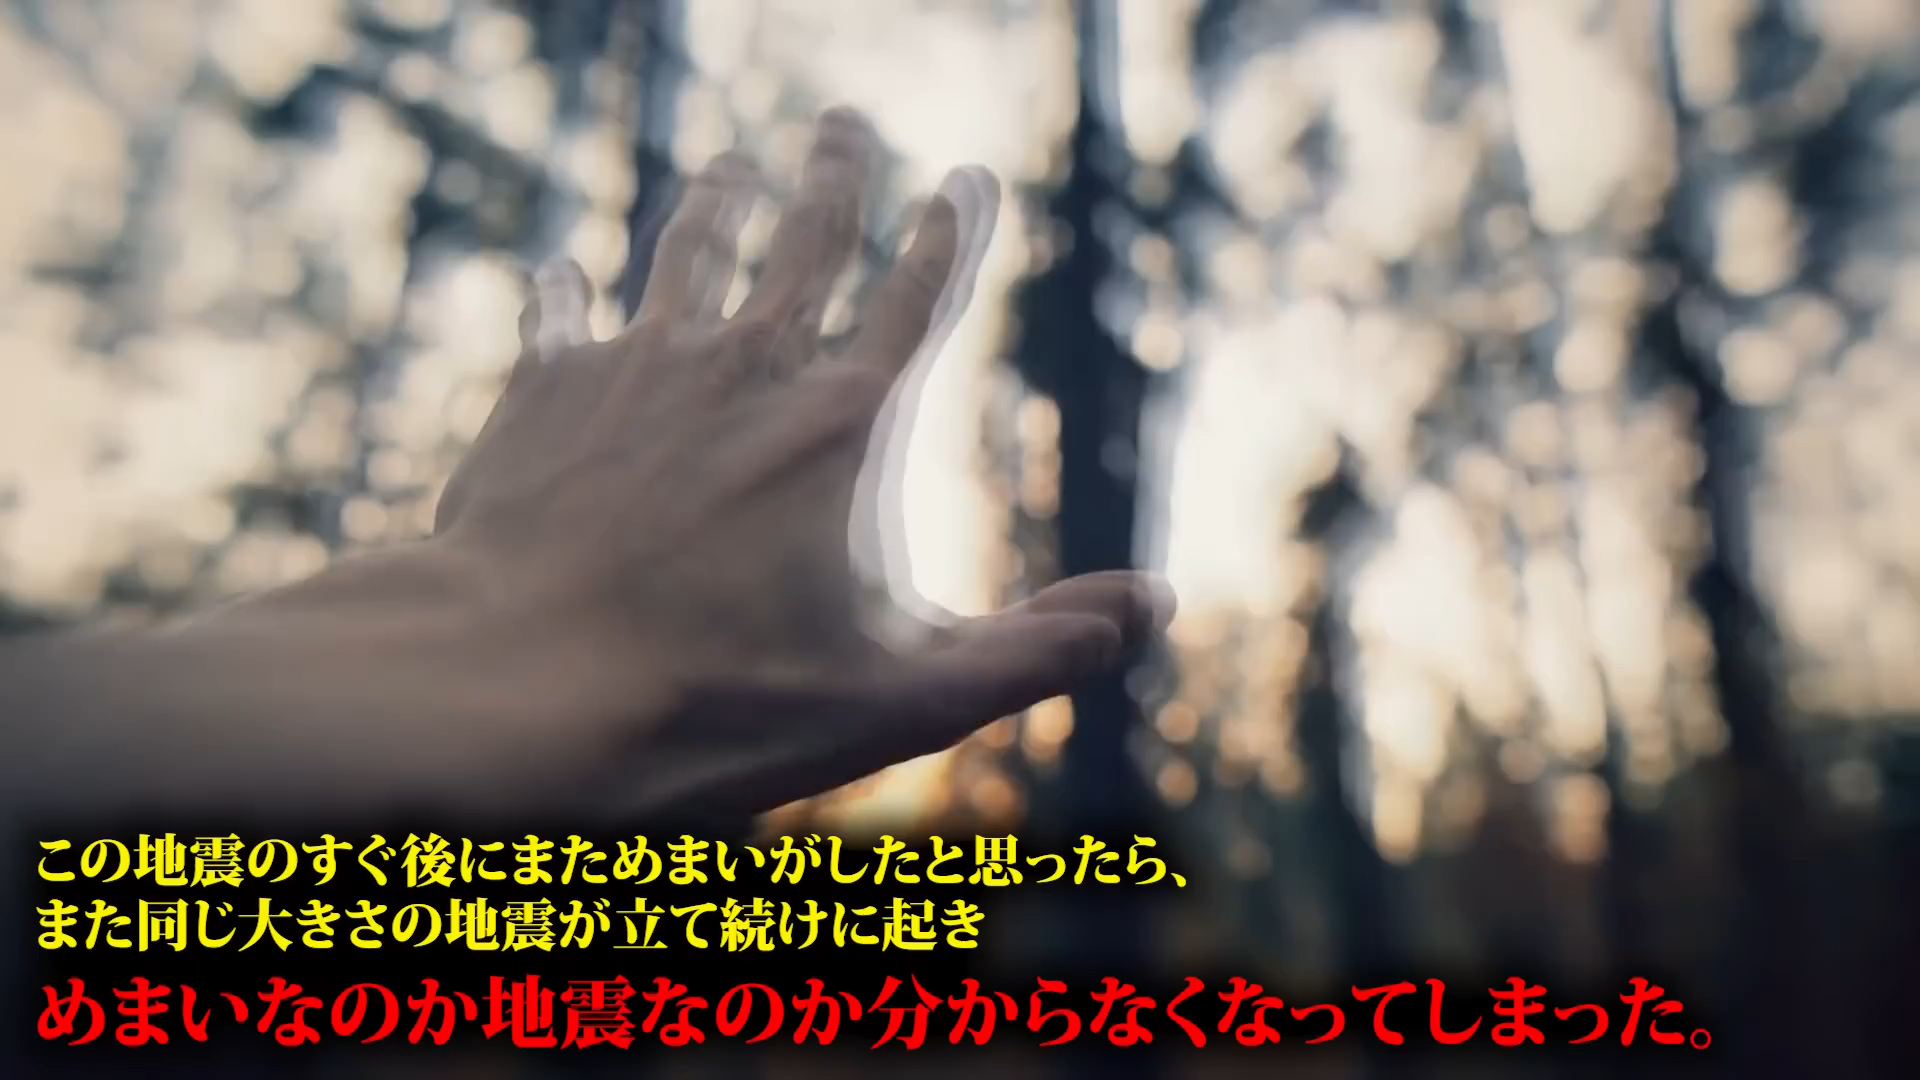 この地震のすぐ後にまためまいがしたと思ったら、
また同じ大きさの地震が立て続けに起き
めまいなのか地震なのか分からなくなってしまった。